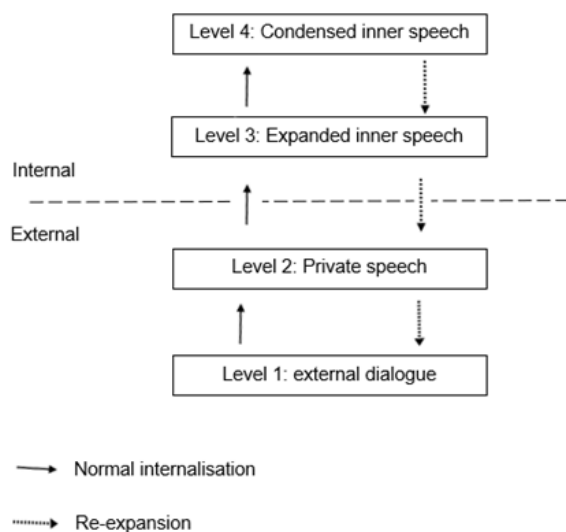 Level 4: Condensed inner speech
Level 3: Expanded inner speech
Internal
External
Level 2: Private speech
Level 1: external dialogue
Normal internalisation
Re-expansion